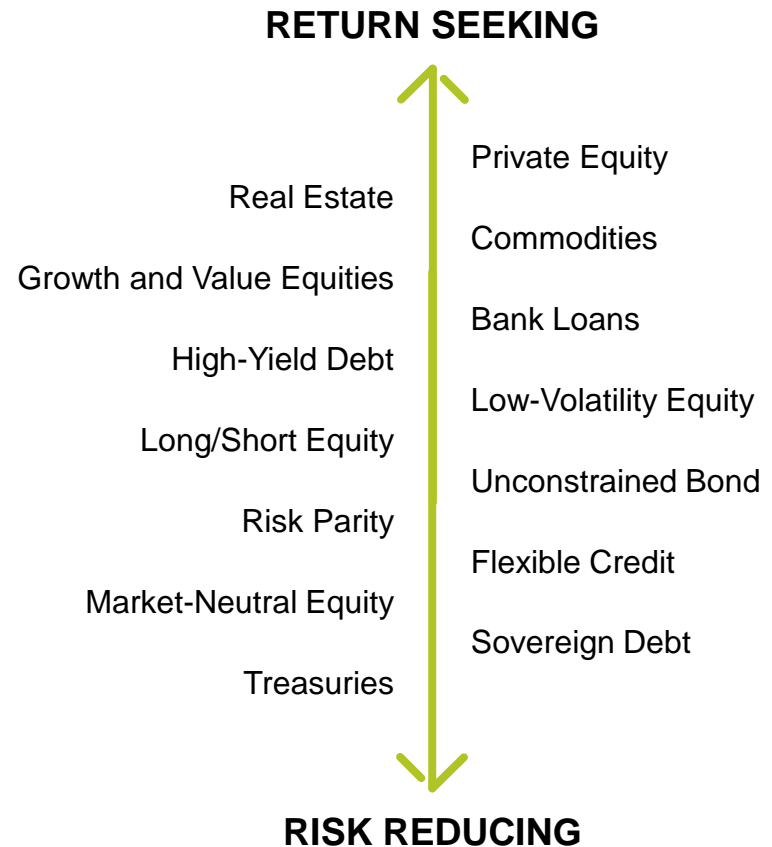 RETURN SEEKING
Private Equity
Real Estate
Commodities
Growth and Value Equities
Bank Loans
High-Yield Debt
Low-Volatility Equity
Long/Short Equity
Unconstrained Bond
Risk Parity
Flexible Credit
Market-Neutral Equity
Sovereign Debt
Treasuries
RISK REDUCING